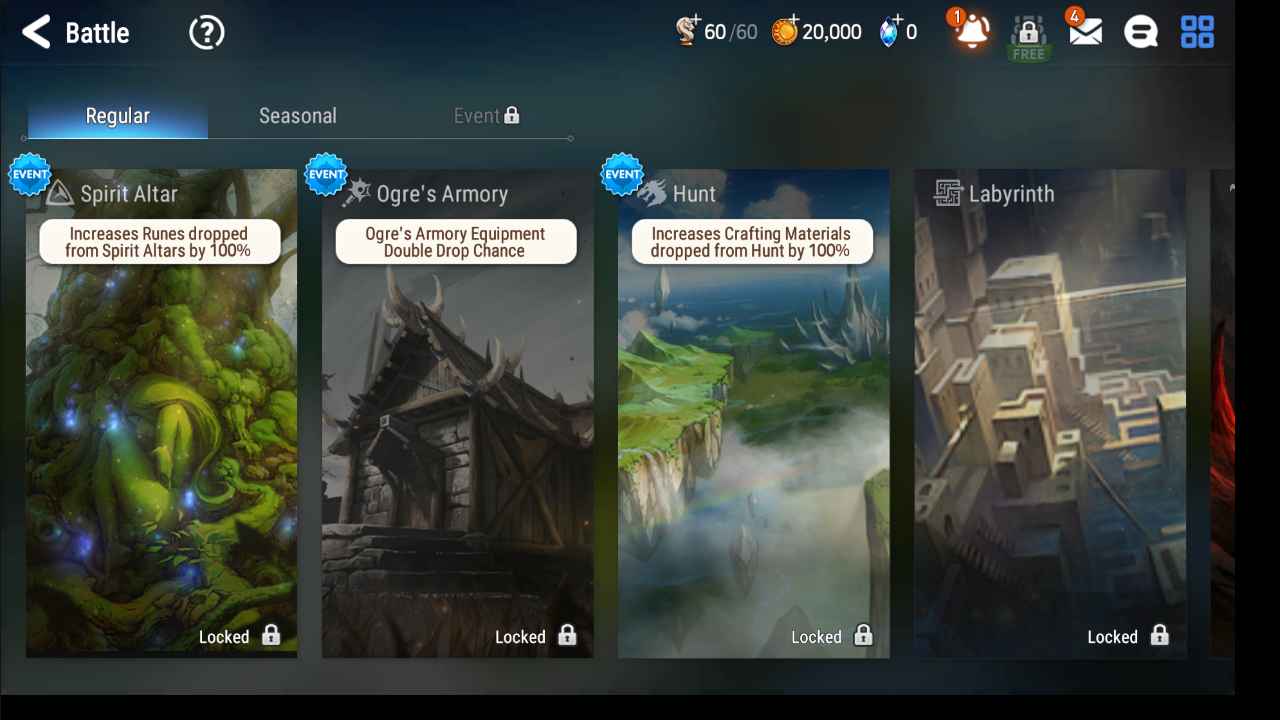 Battle
?
60/60
20,000
0
1
FREE
4
Regular
Seasonal
Event
EVENT
Spirit Altar
Increases Runes dropped
from Spirit Altars by 100%
Locked
EVENT
Ogre's Armory
Ogre's Armory Equipment
Double Drop Chance
Locked
EVENT
Hunt
Increases Crafting Materials
dropped from Hunt by 100%
Locked
Labyrinth
Locked